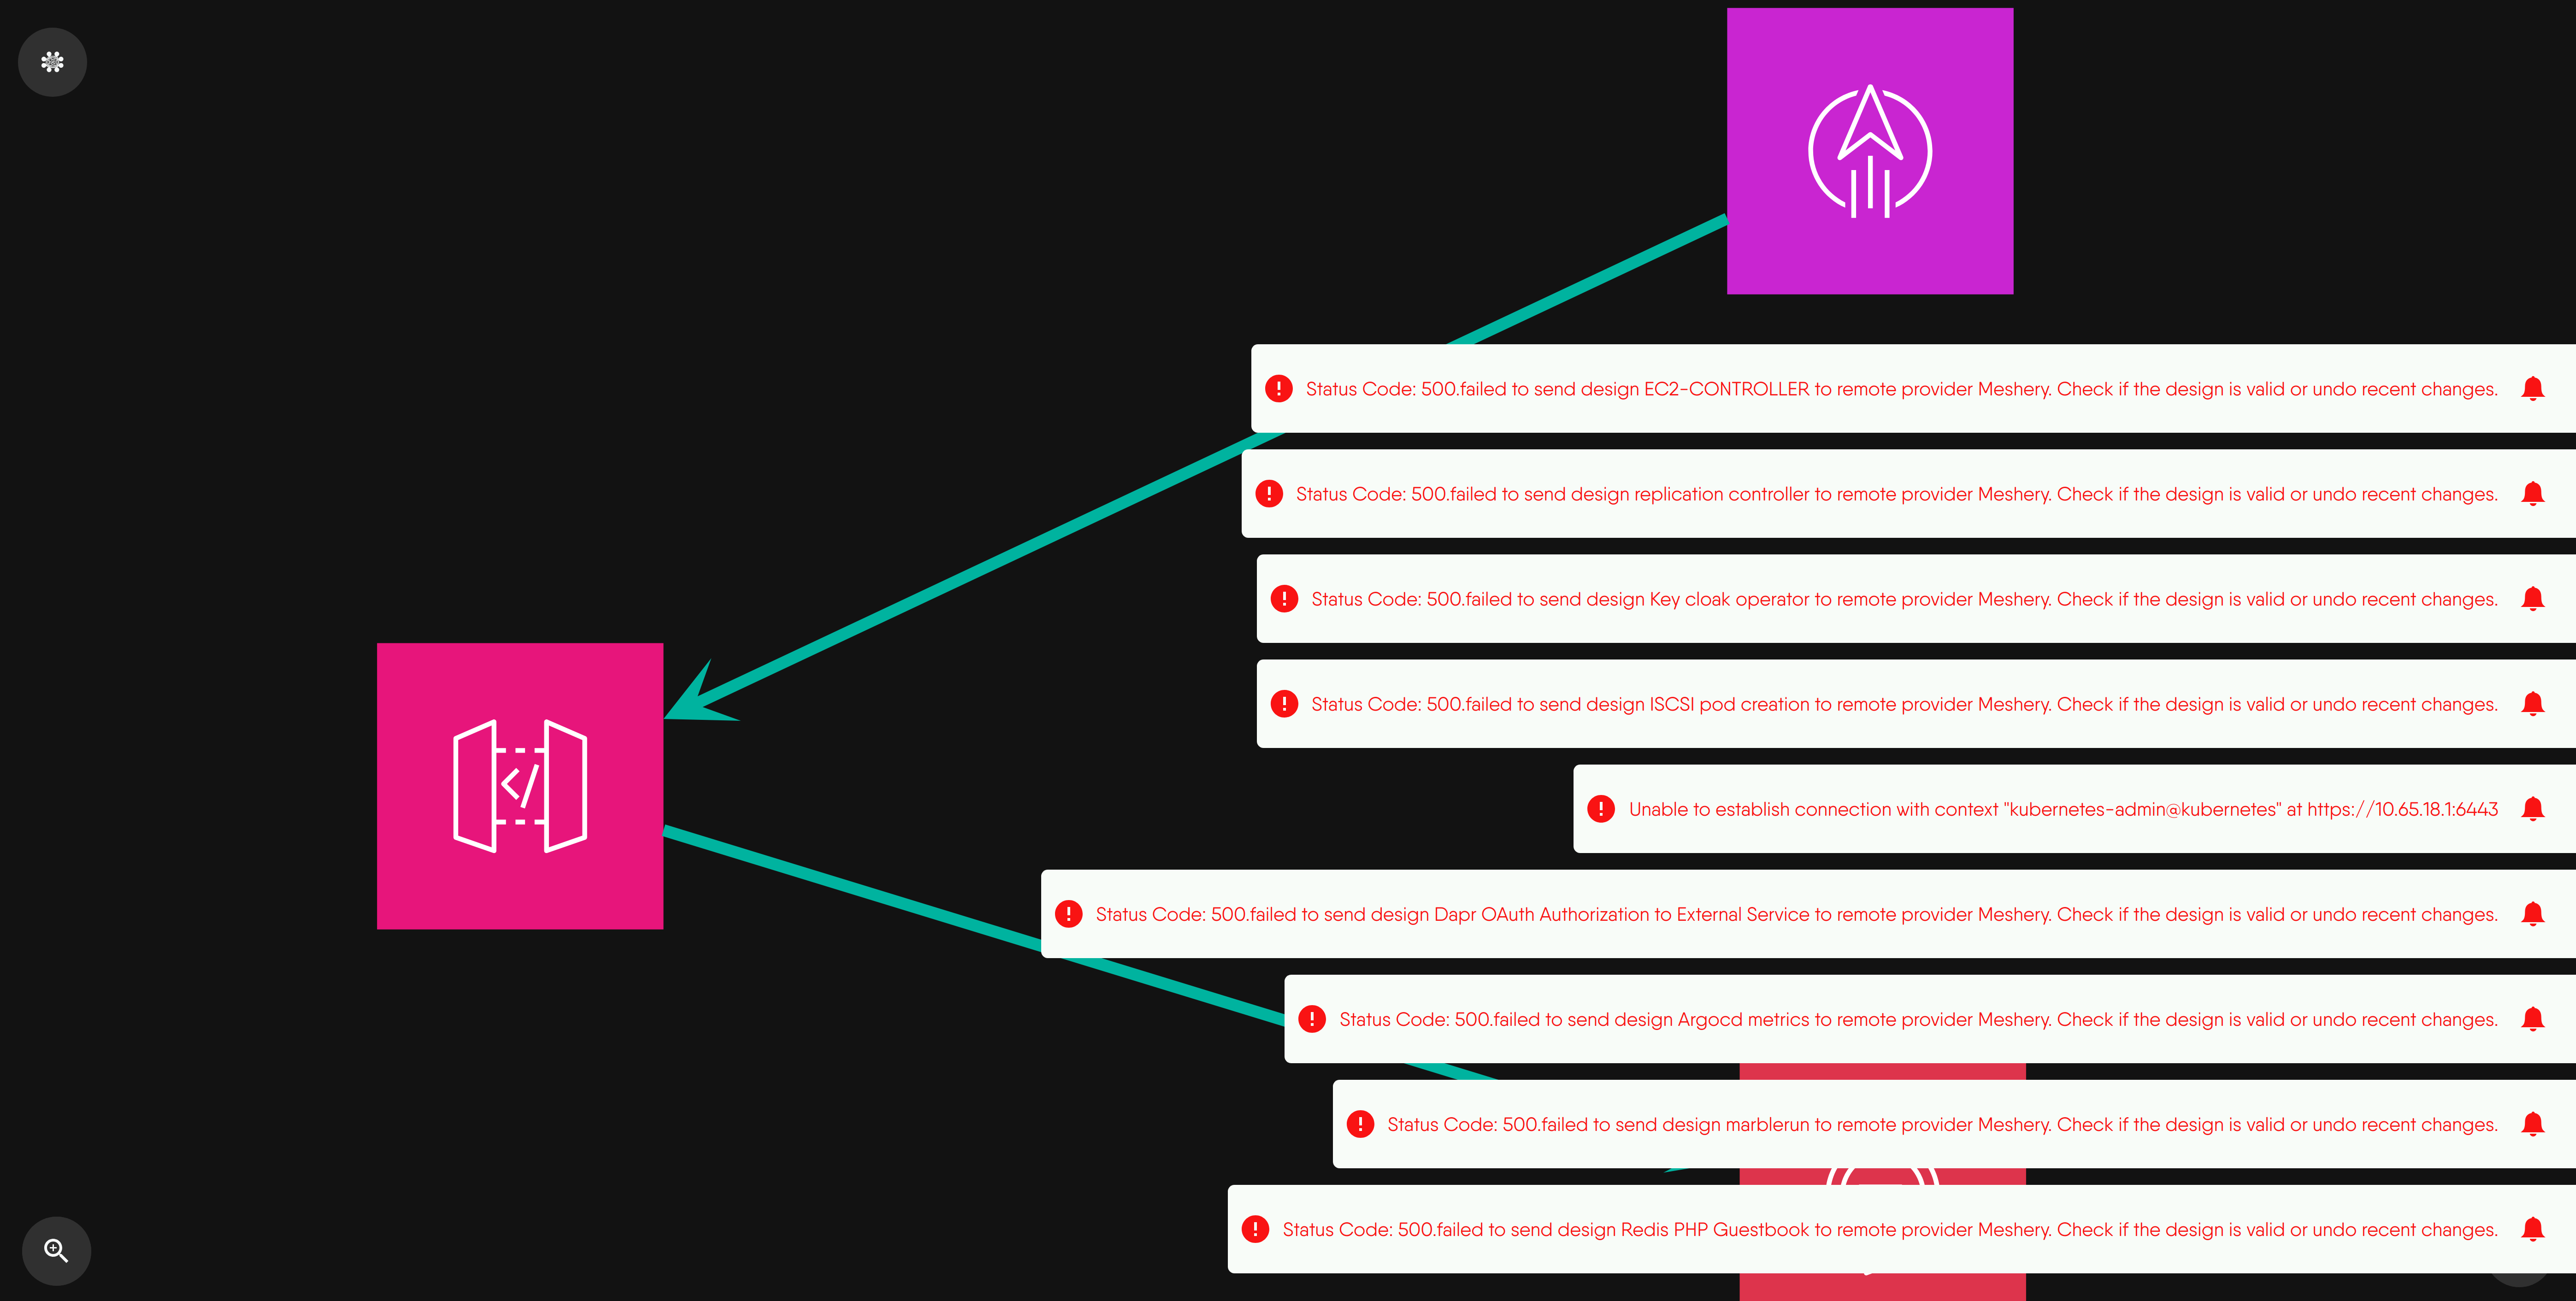 Status Code: 500.failed to send design EC2-CONTROLLER to remote provider Meshery. Check if the design is valid or undo recent changes.
Status Code: 500.failed to send design replication controller to remote provider Meshery. Check if the design is valid or undo recent changes.
Status Code: 500.failed to send design Key cloak operator to remote provider Meshery. Check if the design is valid or undo recent changes.
Status Code: 500.failed to send design ISCSI pod creation to remote provider Meshery. Check if the design is valid or undo recent changes.
Unable to establish connection with context "kubernetes-admin@kubernetes" at https://10.65.18.1:6443
Status Code: 500.failed to send design Dapr OAuth Authorization to External Service to remote provider Meshery. Check if the design is valid or undo recent changes.
Status Code: 500.failed to send design Argocd metrics to remote provider Meshery. Check if the design is valid or undo recent changes.
Status Code: 500.failed to send design marblerun to remote provider Meshery. Check if the design is valid or undo recent changes.
Status Code: 500.failed to send design Redis PHP Guestbook to remote provider Meshery. Check if the design is valid or undo recent changes.